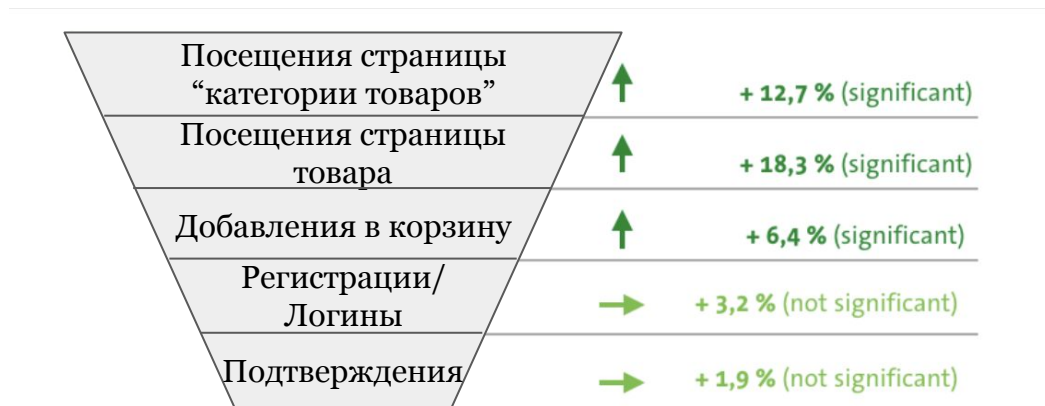 Посещения страницы
“категории товаров”
+ 12,7 % (significant)
Посещения страницы
товара
+ 18,3 % (significant)
Добавления в корзину
+ 6,4 % (significant)
Регистрации/
Логины
+ 3,2 % (not significant)
Подтверждения
+ 1,9 % (not significant)